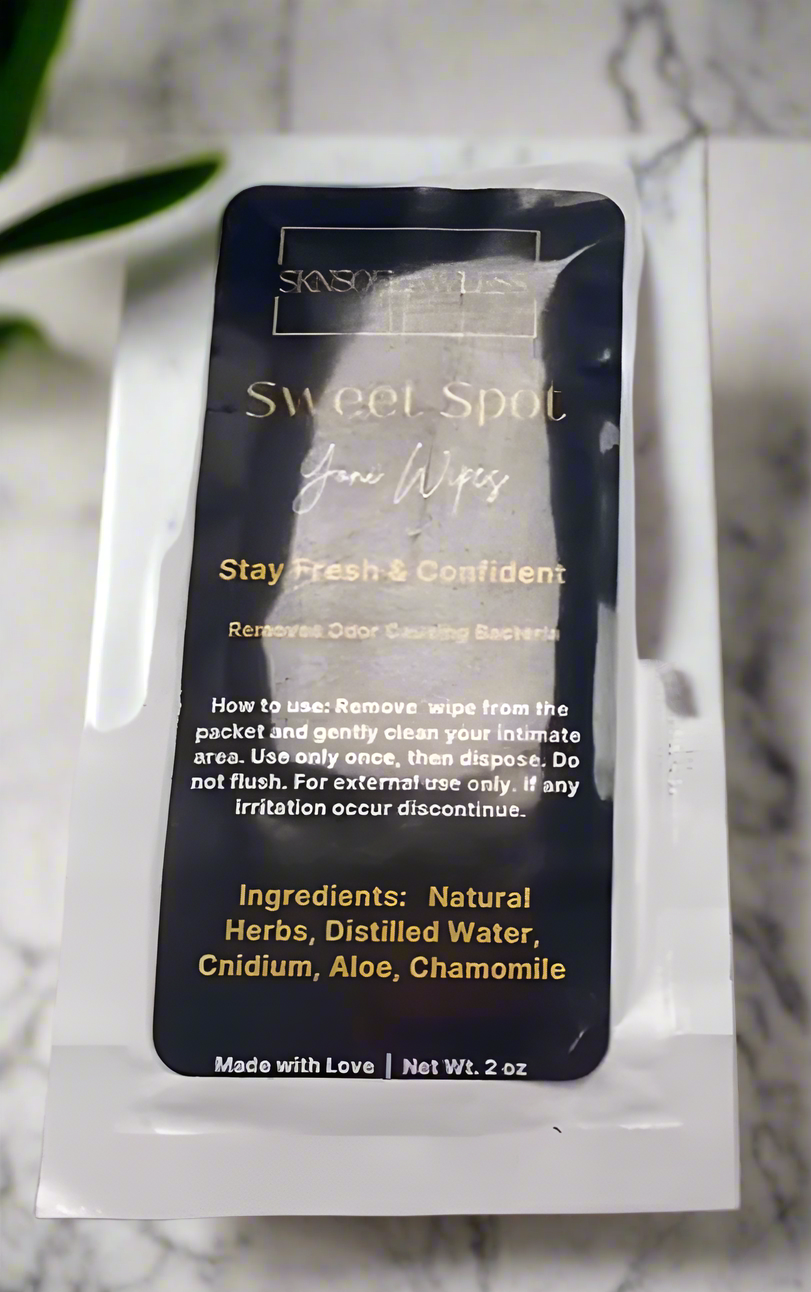 SKNSOFLAWLESS
Sweet Spot
Yoni Wipes
Stay Fresh & Confident
Removes Odor Causing Bacteria
How to use: Remove wipe from the
packet and gently clean your intimate
area. Use only once, then dispose. Do
not flush. For external use only. If any
irritation occur discontinue.
Ingredients: Natural
Herbs, Distilled Water,
Cnidium, Aloe, Chamomile
Made with Love | Net Wt. 2 oz